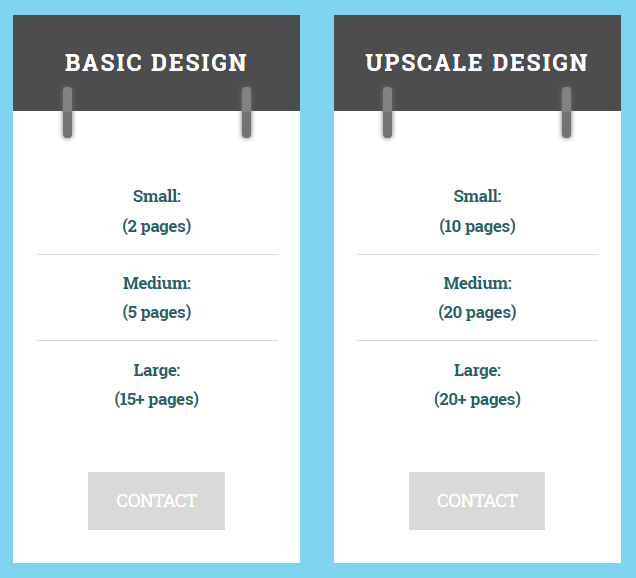 BASIC DESIGN
Small:
(2 pages)
Medium:
(5 pages)
Large:
(15+ pages)
CONTACT
UPSCALE DESIGN
Small:
(10 pages)
Medium:
(20 pages)
Large:
(20+ pages)
CONTACT